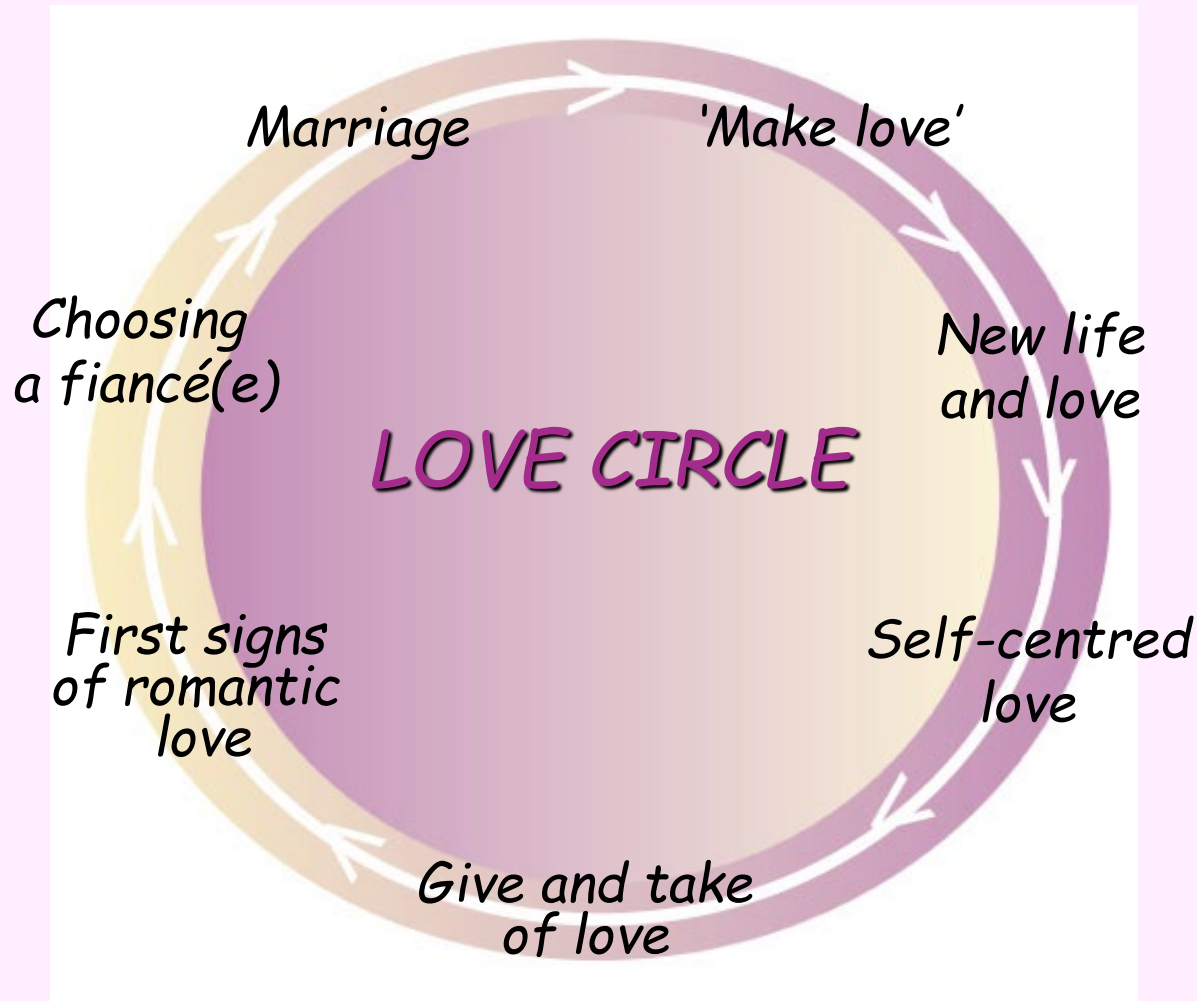 Marriage
‘Make love’
Choosing
a fiancé(e)
New life
and love
LOVE CIRCLE
First signs
of romantic
love
Self-centred
love
Give and take
of love